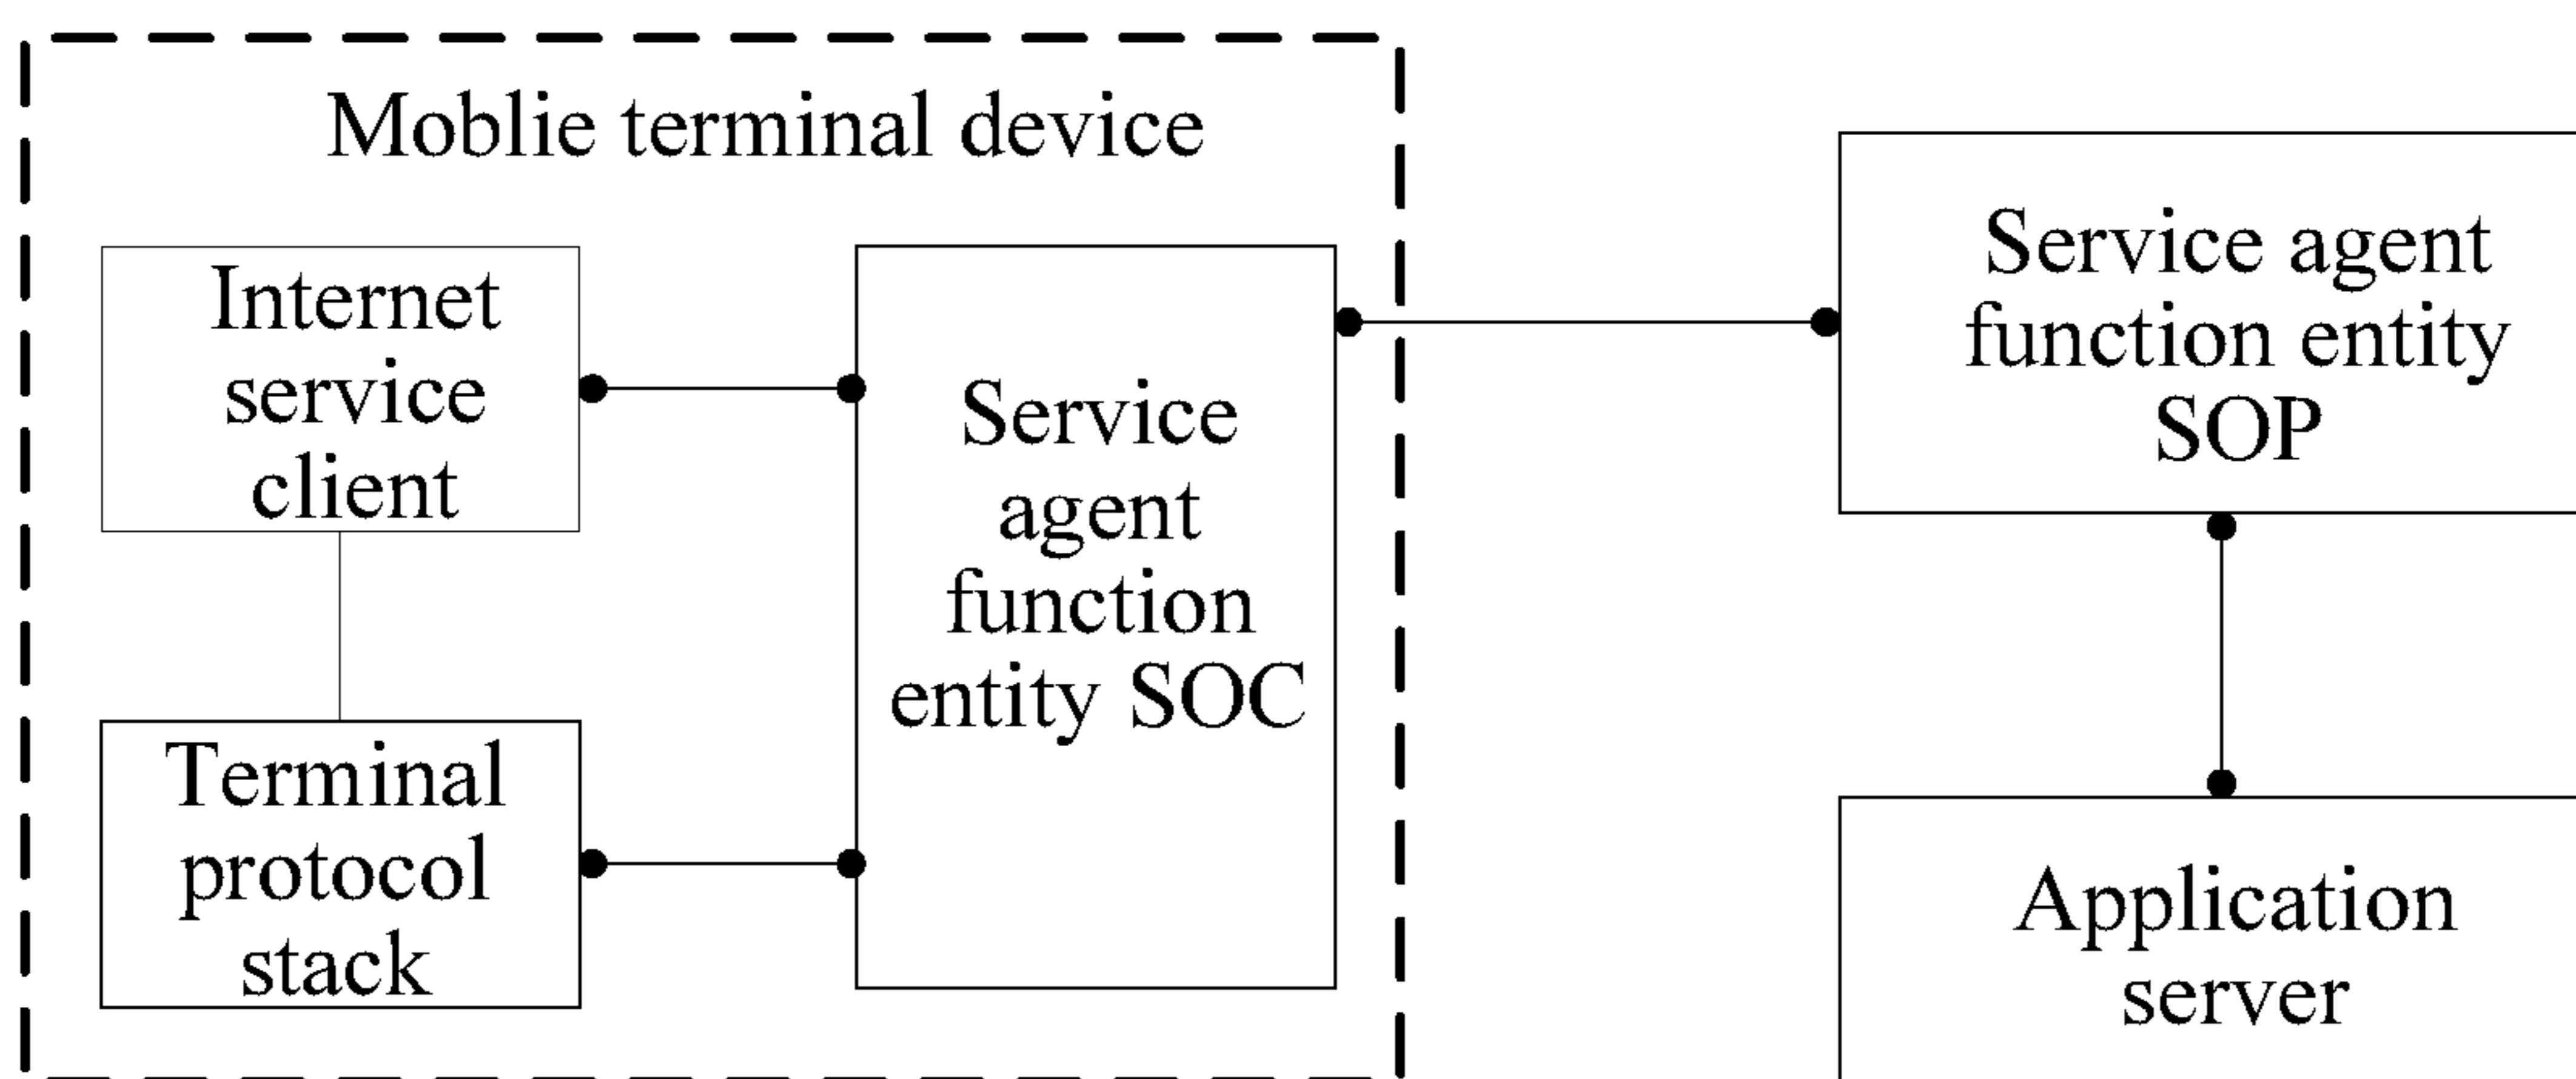 Moblie terminal device
Internet
service
client
Service
agent
function
entity SOC
Terminal
protocol
stack
Service agent
function entity
SOP
Application
server